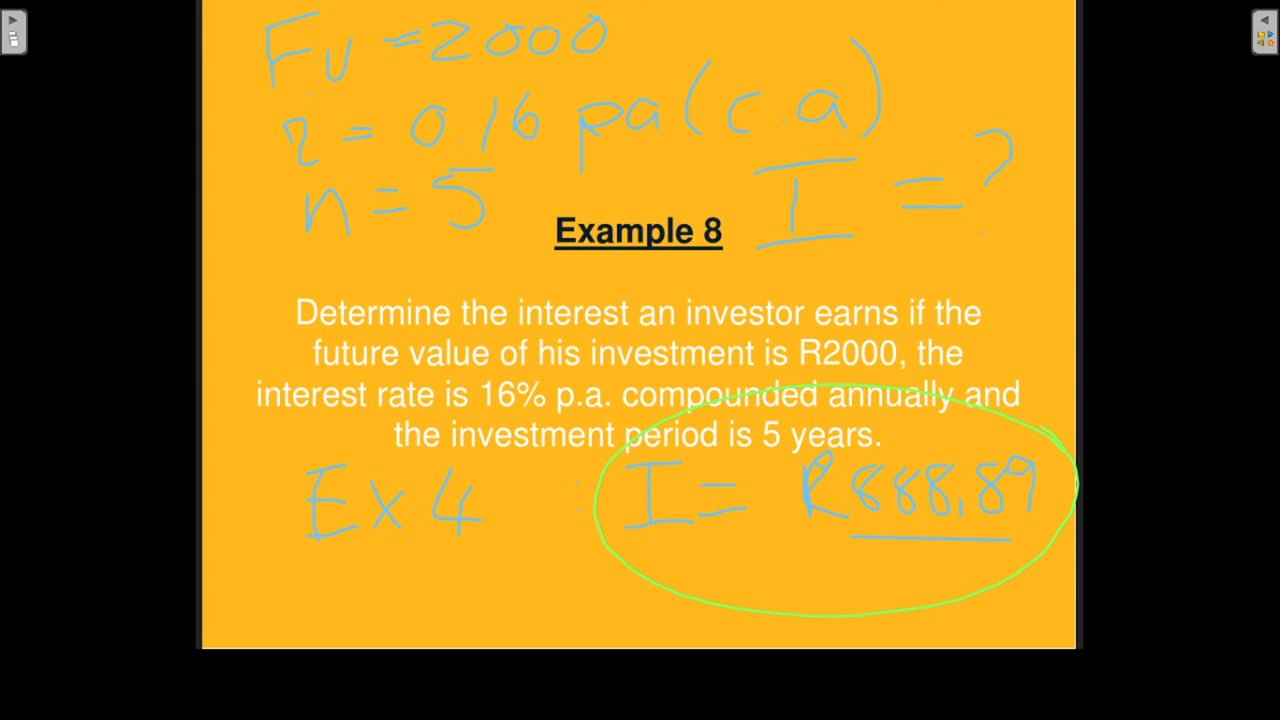 Fv = 2000
i = 0.16 pa (c.a)
n = 5 I = ?
Example 8
Determine the interest an investor earns if the
future value of his investment is R2000, the
interest rate is 16% p.a. compounded annually and
the investment period is 5 years.
Ex 4 : I = R888,89